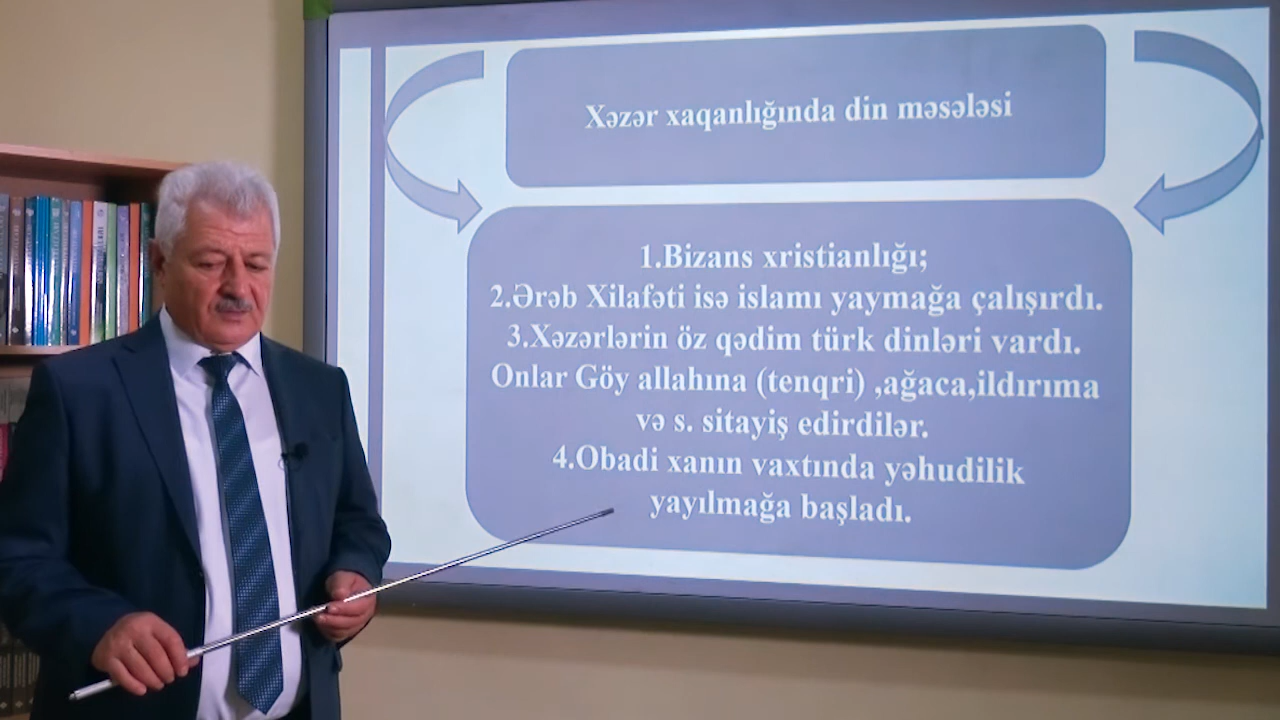 Xəzər xaqanlığında din məsələsi
1.Bizans xristianlığı;
2.Ərəb Xilafəti isə islamı yaymağa çalışırdı.
3.Xəzərlərin öz qədim türk dinləri vardı.
Onlar Göy allahına (tenqri) ,ağaca,ildırıma
və s. sitayiş edirdilər.
4.Obadi xanın vaxtında yəhudilik
yayılmağa başladı.